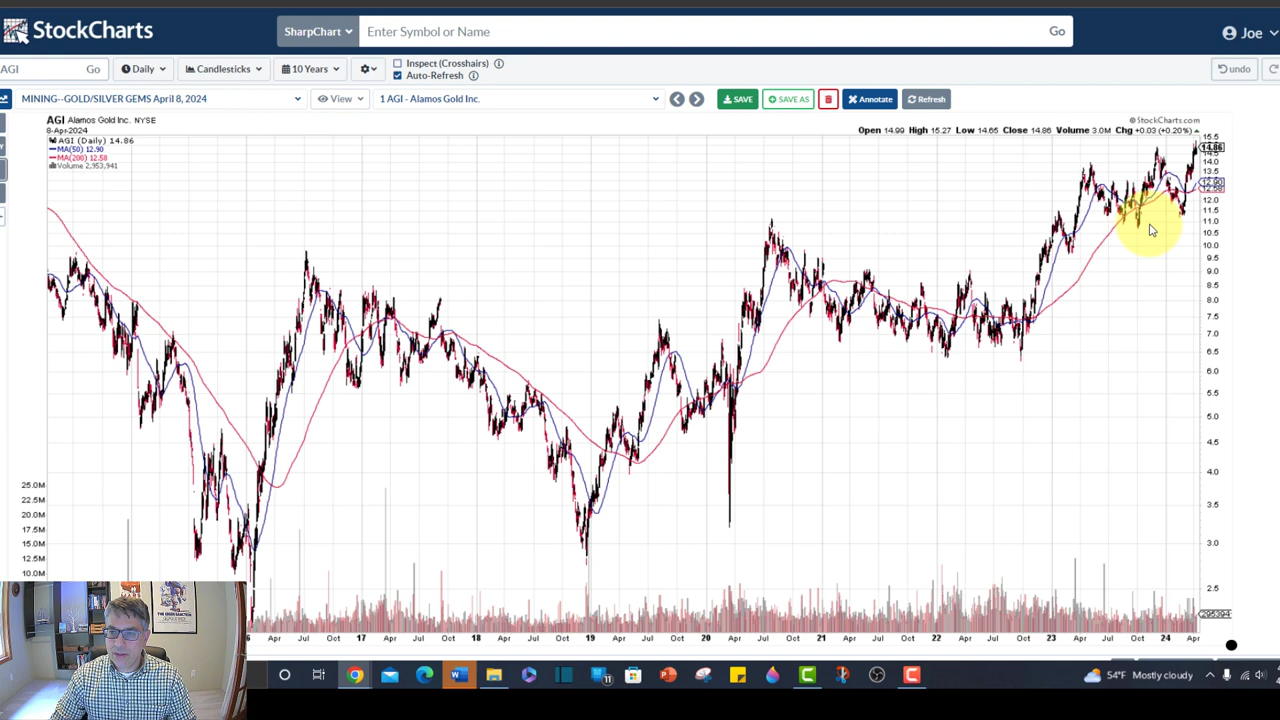 StockCharts
SharpChart
Enter Symbol or Name
Go
Joe
AGI
Go
Daily
Candlesticks
10 Years
Inspect (Crosshairs)
Auto-Refresh
undo
MINING--GOLD/SILVER GEMS April 8, 2024
View
1 AGI - Alamos Gold Inc.
SAVE
SAVE AS
Annotate
Refresh
AGI Alamos Gold Inc. NYSE
© StockCharts.com
8-Apr-2024
Open 14.99 High 15.27 Low 14.65 Close 14.86 Volume 3.0M Chg +0.03 (+0.20%)
AGI (Daily) 14.86
MA(50) 12.90
MA(200) 12.58
Volume 2,953,941
15.5
14.86
14.0
13.5
12.90
12.58
12.0
11.5
11.0
10.5
10.0
9.5
9.0
8.5
8.0
7.5
7.0
6.5
6.0
5.5
5.0
4.5
4.0
3.5
3.0
2.5
25.0M
22.5M
20.0M
17.5M
15.0M
12.5M
10.0M
Apr Jul Oct 17 Apr Jul Oct 18 Apr Jul Oct 19 Apr Jul Oct 20 Apr Jul Oct 21 Apr Jul Oct 22 Apr Jul Oct 23 Apr Jul Oct 24 Apr
11
54°F Mostly cloudy